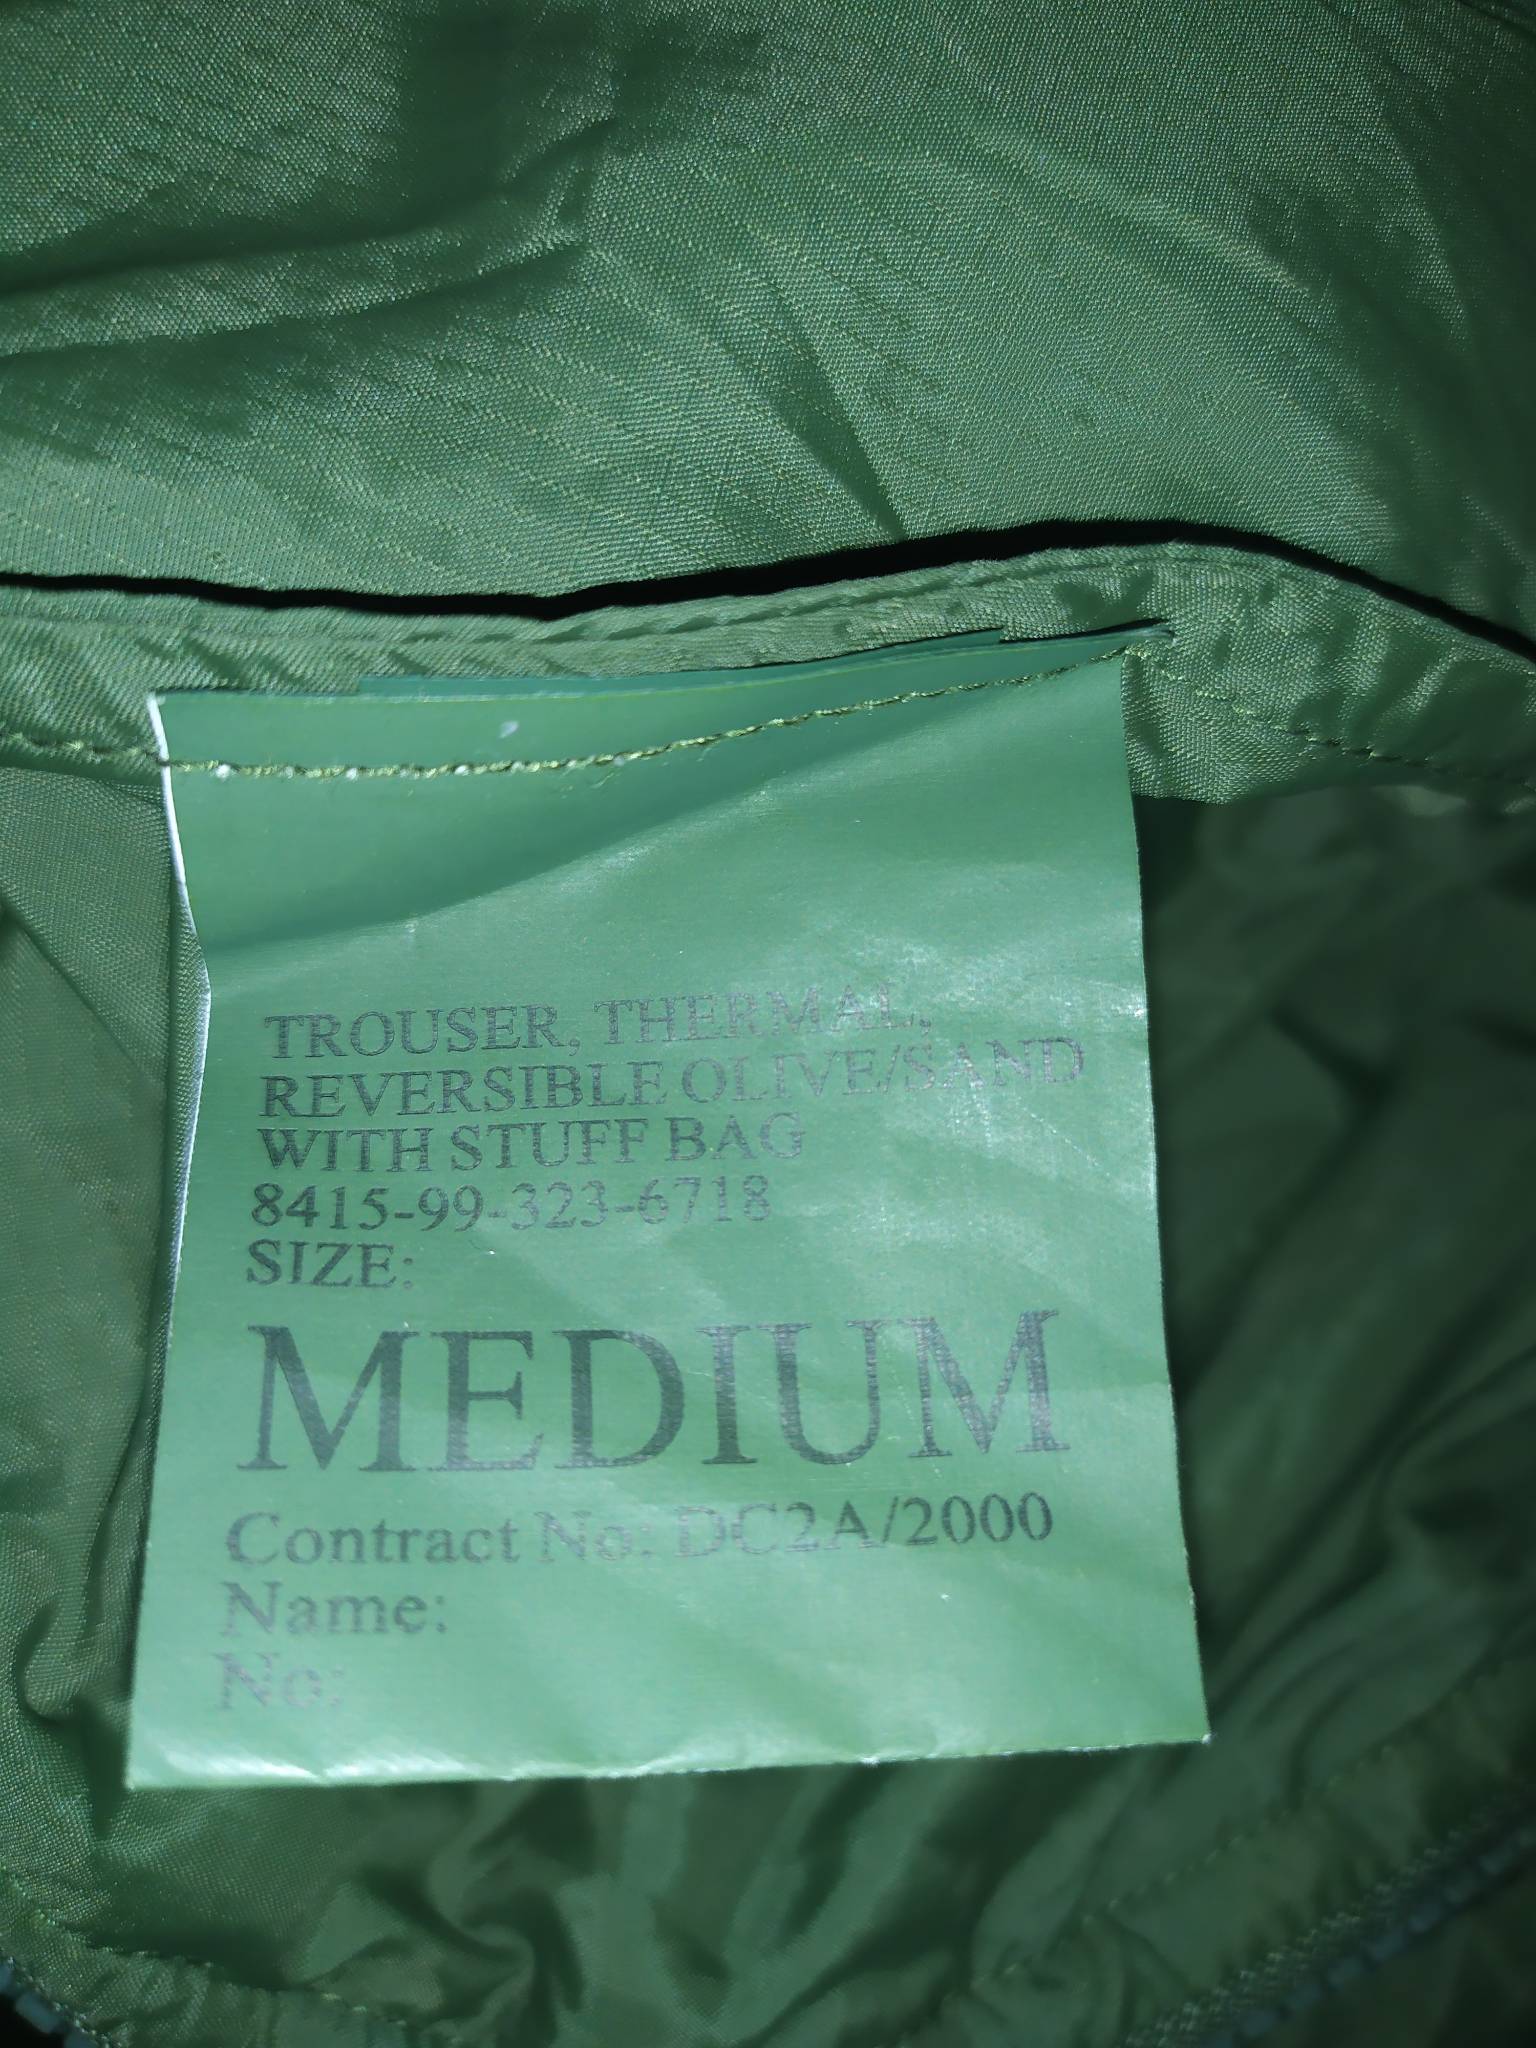 TROUSER, THERMAL,
REVERSIBLE OLIVE/SAND
WITH STUFF BAG
8415-99-323-6718
SIZE:
MEDIUM
Contract No: DC2A/2000
Name:
No: